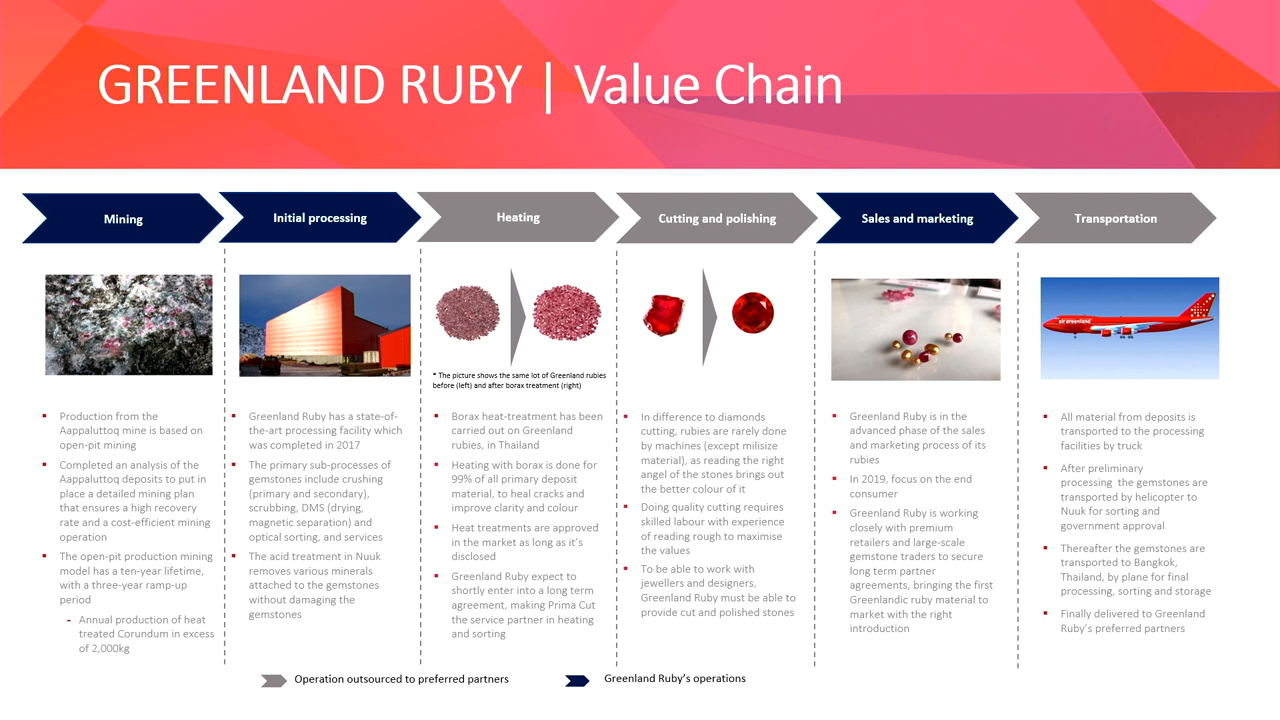 GREENLAND RUBY | Value Chain
Mining
Initial processing
Heating
Cutting and polishing
Sales and marketing
Transportation
air greenland
* The picture shows the same lot of Greenland rubies
before (left) and after borax treatment (right)
▪ Production from the
Aappaluttoq mine is based on
open-pit mining
▪ Completed an analysis of the
Aappaluttoq deposits to put in
place a detailed mining plan
that ensures a high recovery
rate and a cost-efficient mining
operation
▪ The open-pit production mining
model has a ten-year lifetime,
with a three-year ramp-up
period
- Annual production of heat
treated Corundum in excess
of 2,000kg
▪ Greenland Ruby has a state-of-
the-art processing facility which
was completed in 2017
▪ The primary sub-processes of
gemstones include crushing
(primary and secondary),
scrubbing, DMS (drying,
magnetic separation) and
optical sorting, and services
▪ The acid treatment in Nuuk
removes various minerals
attached to the gemstones
without damaging the
gemstones
▪ Borax heat-treatment has been
carried out on Greenland
rubies, in Thailand
▪ Heating with borax is done for
99% of all primary deposit
material, to heal cracks and
improve clarity and colour
▪ Heat treatments are approved
in the market as long as it's
disclosed
▪ Greenland Ruby expect to
shortly enter into a long term
agreement, making Prima Cut
the service partner in heating
and sorting
▪ In difference to diamonds
cutting, rubies are rarely done
by machines (except milisize
material), as reading the right
angel of the stones brings out
the better colour of it
▪ Doing quality cutting requires
skilled labour with experience
of reading rough to maximise
the values
▪ To be able to work with
jewellers and designers,
Greenland Ruby must be able to
provide cut and polished stones
▪ Greenland Ruby is in the
advanced phase of the sales
and marketing process of its
rubies
▪ In 2019, focus on the end
consumer
▪ Greenland Ruby is working
closely with premium
retailers and large-scale
gemstone traders to secure
long term partner
agreements, bringing the first
Greenlandic ruby material to
market with the right
introduction
▪ All material from deposits is
transported to the processing
facilities by truck
▪ After preliminary
processing the gemstones are
transported by helicopter to
Nuuk for sorting and
government approval
▪ Thereafter the gemstones are
transported to Bangkok,
Thailand, by plane for final
processing, sorting and storage
▪ Finally delivered to Greenland
Ruby's preferred partners
Operation outsourced to preferred partners
Greenland Ruby's operations